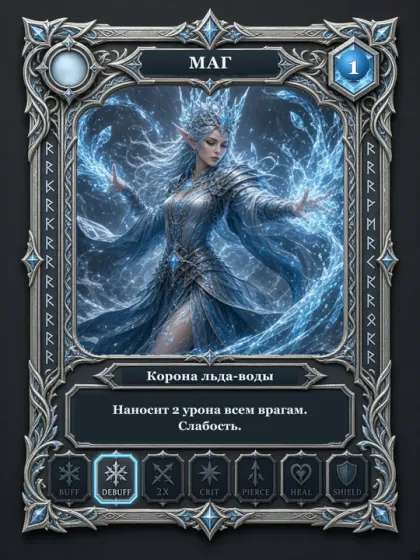 МАГ
1
Корона льда-воды
Наносит 2 урона всем врагам.
Слабость.
BUFF
DEBUFF
2X
CRIT
PIERCE
HEAL
SHIELD